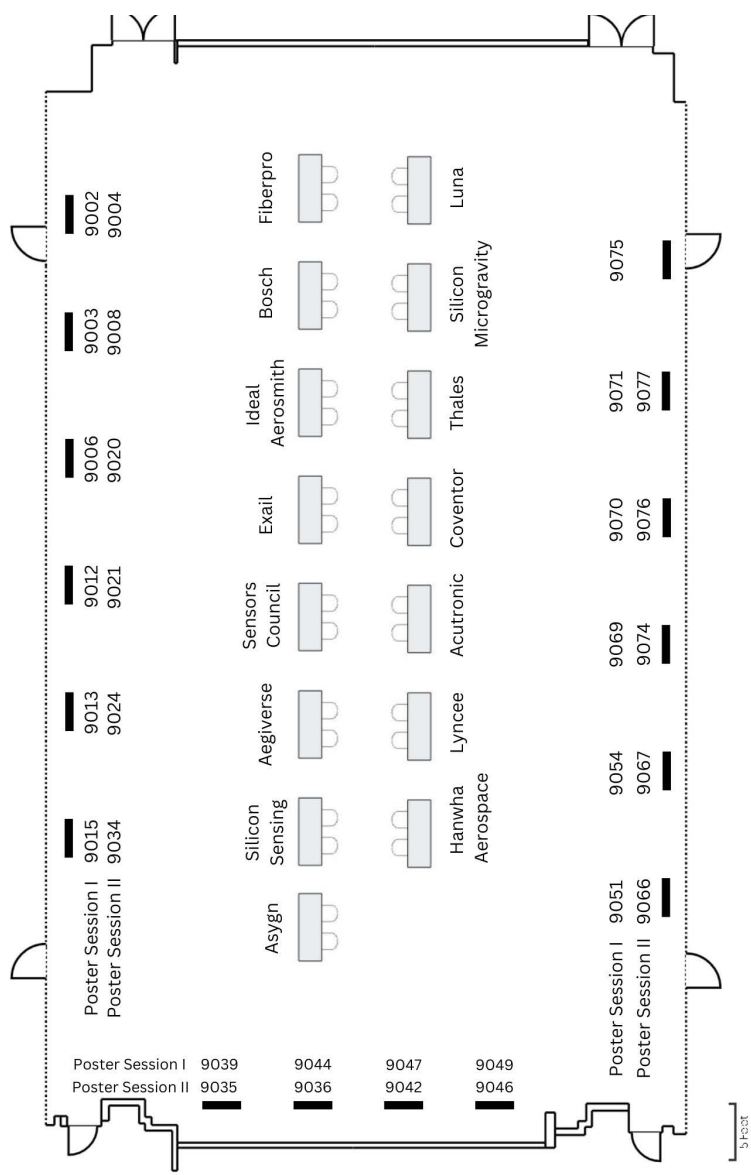 9002
9004
9003
9008
9006
9020
9012
9021
9013
9024
9015
9034
Poster Session I
Poster Session II
Fiberpro
Bosch
Ideal
Aerosmith
Exail
Sensors
Council
Aegiverse
Silicon
Sensing
Asygn
Luna
Silicon
Microgravity
Thales
Coventor
Acutronic
Lyncee
Hanwha
Aerospace
9075
9071
9077
9070
9076
9069
9074
9054
9067
9051
9066
Poster Session I
Poster Session II
Poster Session I 9039 9044 9047 9049
Poster Session II 9035 9036 9042 9046
5 Foot